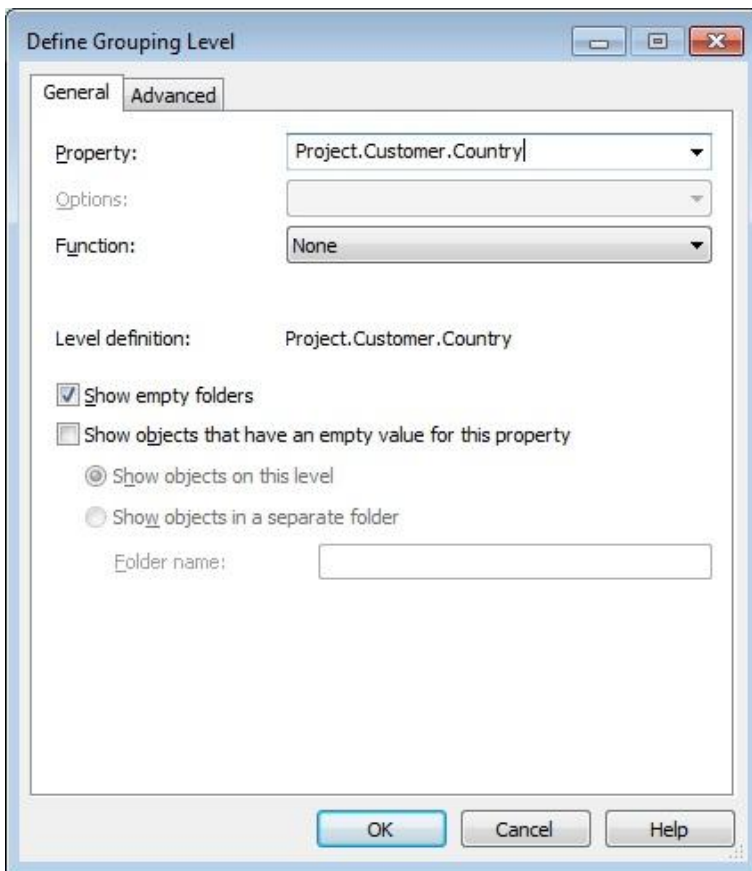 Define Grouping Level
General Advanced
Property: Project.Customer.Country
Options:
Function: None
Level definition: Project.Customer.Country
Show empty folders
Show objects that have an empty value for this property
Show objects on this level
Show objects in a separate folder
Folder name:
OK Cancel Help